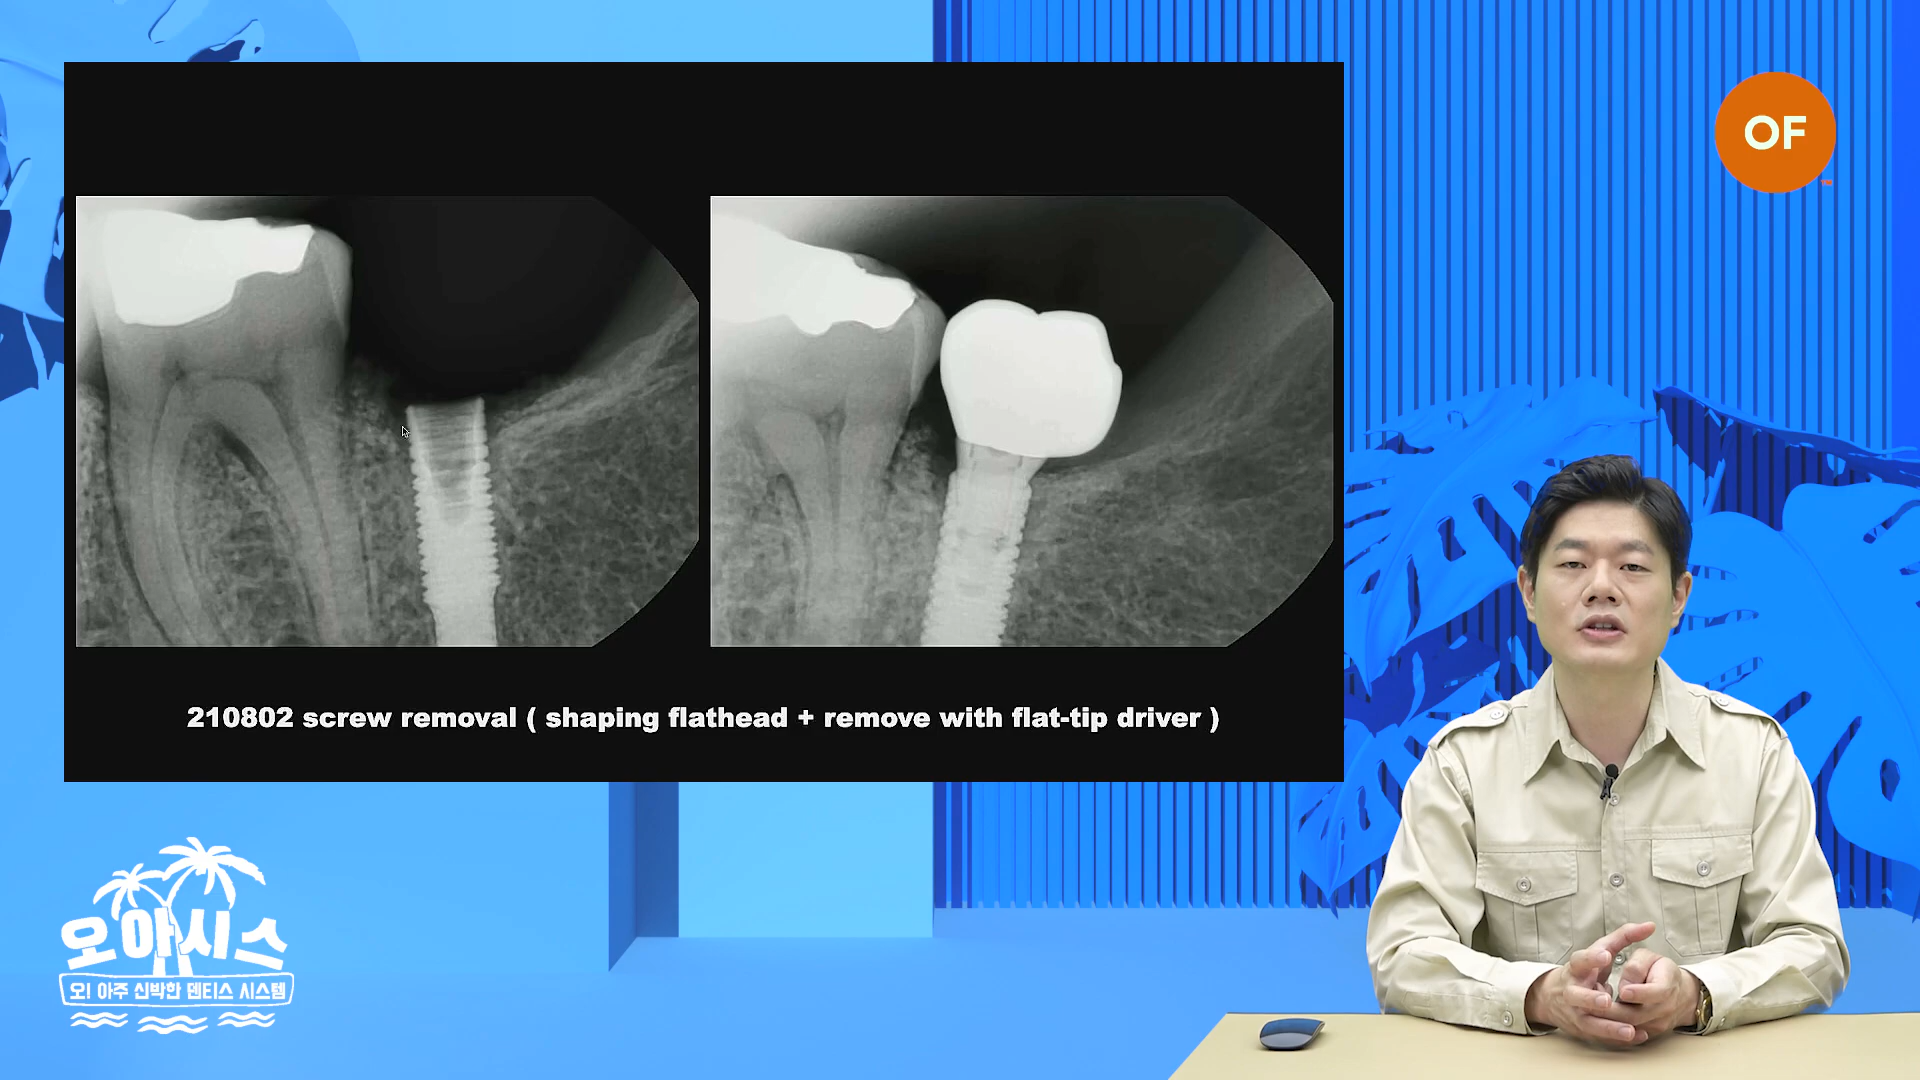 OF
210802 screw removal ( shaping flathead + remove with flat-tip driver )
오아시스
오! 아주 신박한 덴티스 시스템